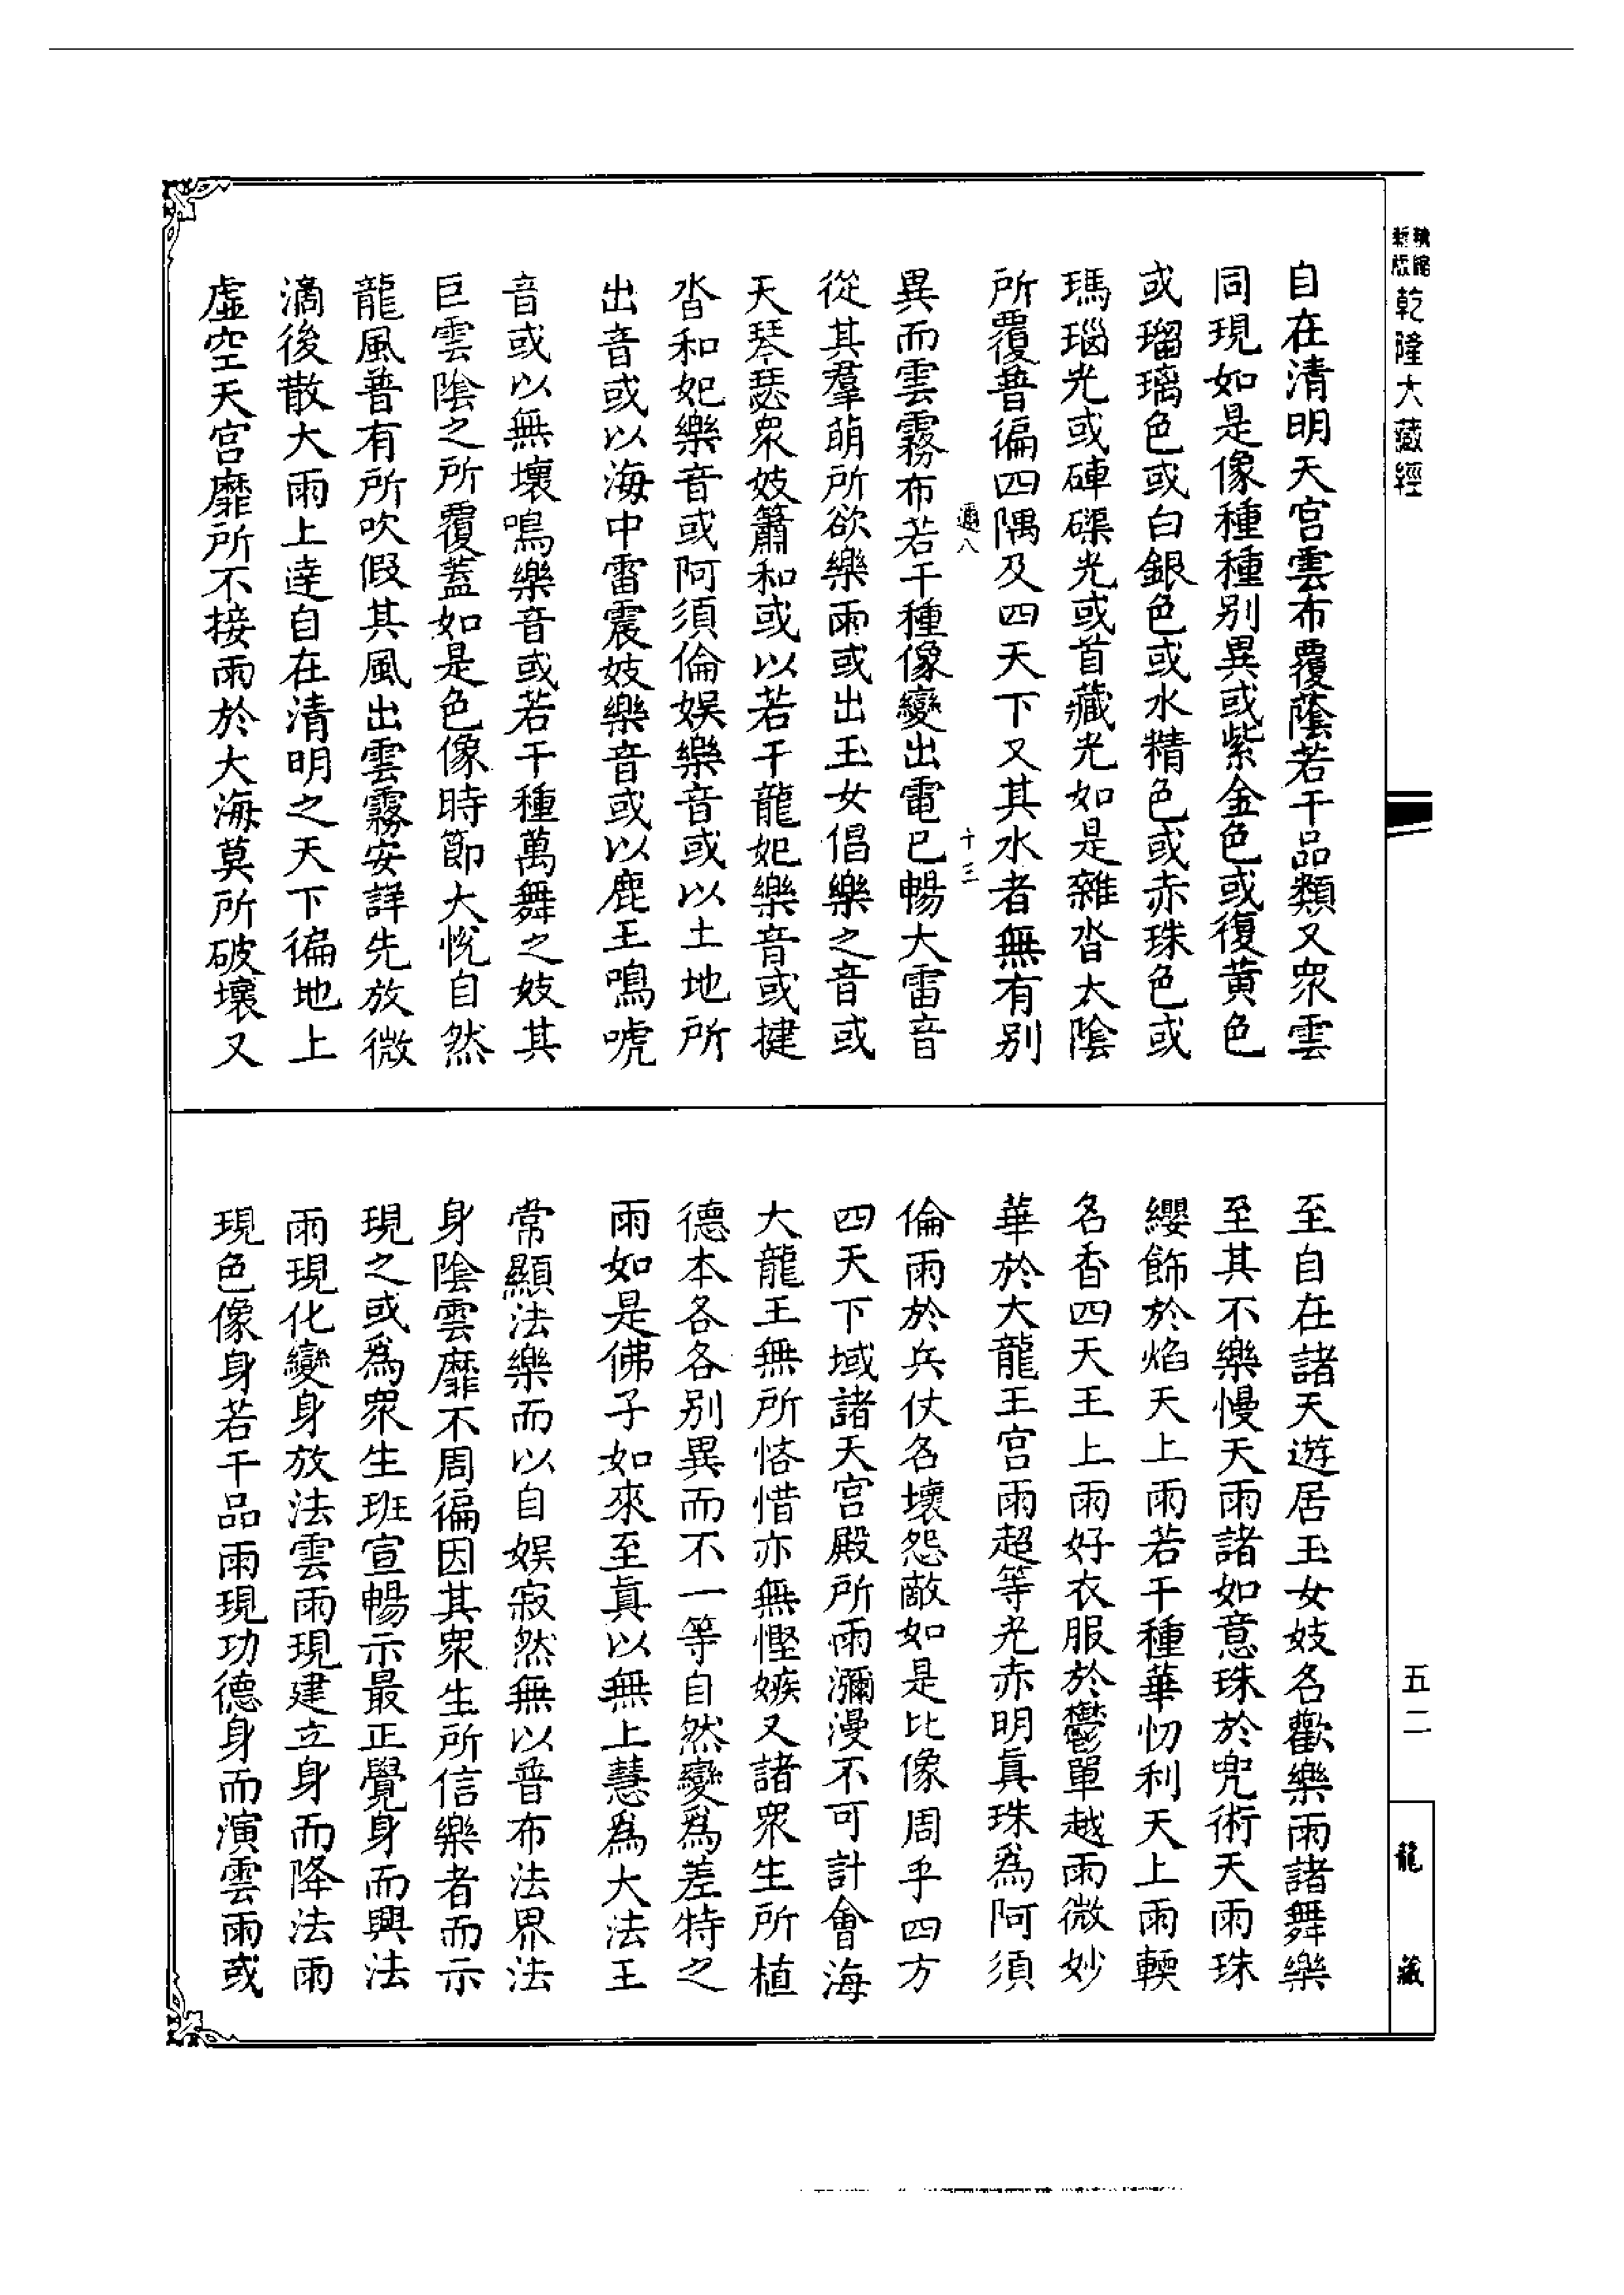 精縮新版乾隆大藏經
自在清明天宮雲布覆蔭若干品類又衆雲
同現如是像種種別異或紫金色或復黄色
或瑠璃色或白銀色或水精色或赤珠色或
瑪瑙光或硨磲光或首藏光如是雜沓太陰
所覆普徧四隅及四天下又其水者無有别
通八 十三
異而雲霧布若干種像變出電已暢大雷音
從其羣萌所欲樂雨或出玉女倡樂之音或
天琴瑟衆妓簫和或以若干龍妃樂音或揵
沓和妃樂音或阿須倫娱樂音或以土地所
出音或以海中雷震妓樂音或以鹿王鳴唬
音或以無壞鳴樂音或若干種萬舞之妓其
巨雲陰之所覆蓋如是色像時節大悅自然
龍風普有所吹假其風出雲霧安詳先放微
滴後散大雨上達自在清明之天下徧地上
虛空天宫靡所不接雨於大海莫所破壞又
至自在諸天遊居玉女妓名歡樂雨諸舞樂
至其不樂慢天雨諸如意珠於兜術天雨珠
纓飾於焰天上雨若干種華忉利天上雨輭
名香四天王上雨好衣服於鬱單越雨微妙
華於大龍王宫雨超等光赤明真珠爲阿須
倫雨於兵仗名壞怨敵如是比像周乎四方
四天下域諸天宮殿所雨瀰漫不可計會海
大龍王無所悋惜亦無慳嫉又諸衆生所植
德本各各别異而不一等自然變爲差特之
雨如是佛子如來至真以無上慧爲大法王
常顯法樂而以自娱寂然無以普布法界法
身陰雲靡不周徧因其衆生所信樂者而示
現之或爲衆生班宣暢示最正覺身而興法
雨現化變身放法雲雨現建立身而降法雨
現色像身若干品雨現功德身而演雲雨或
五二
龍藏